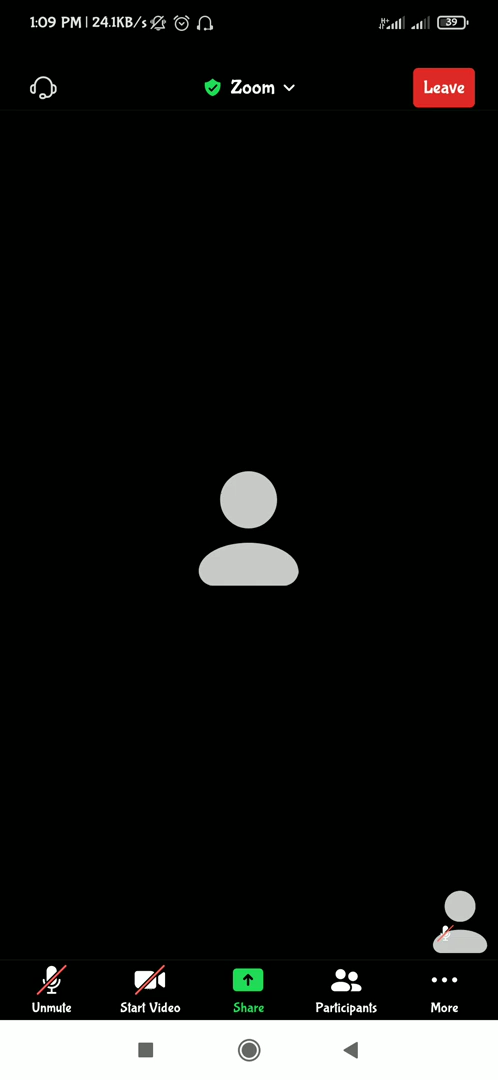 1:09 PM | 24.1KB/s H+ 39
Zoom Leave
Unmute Start Video Share Participants More